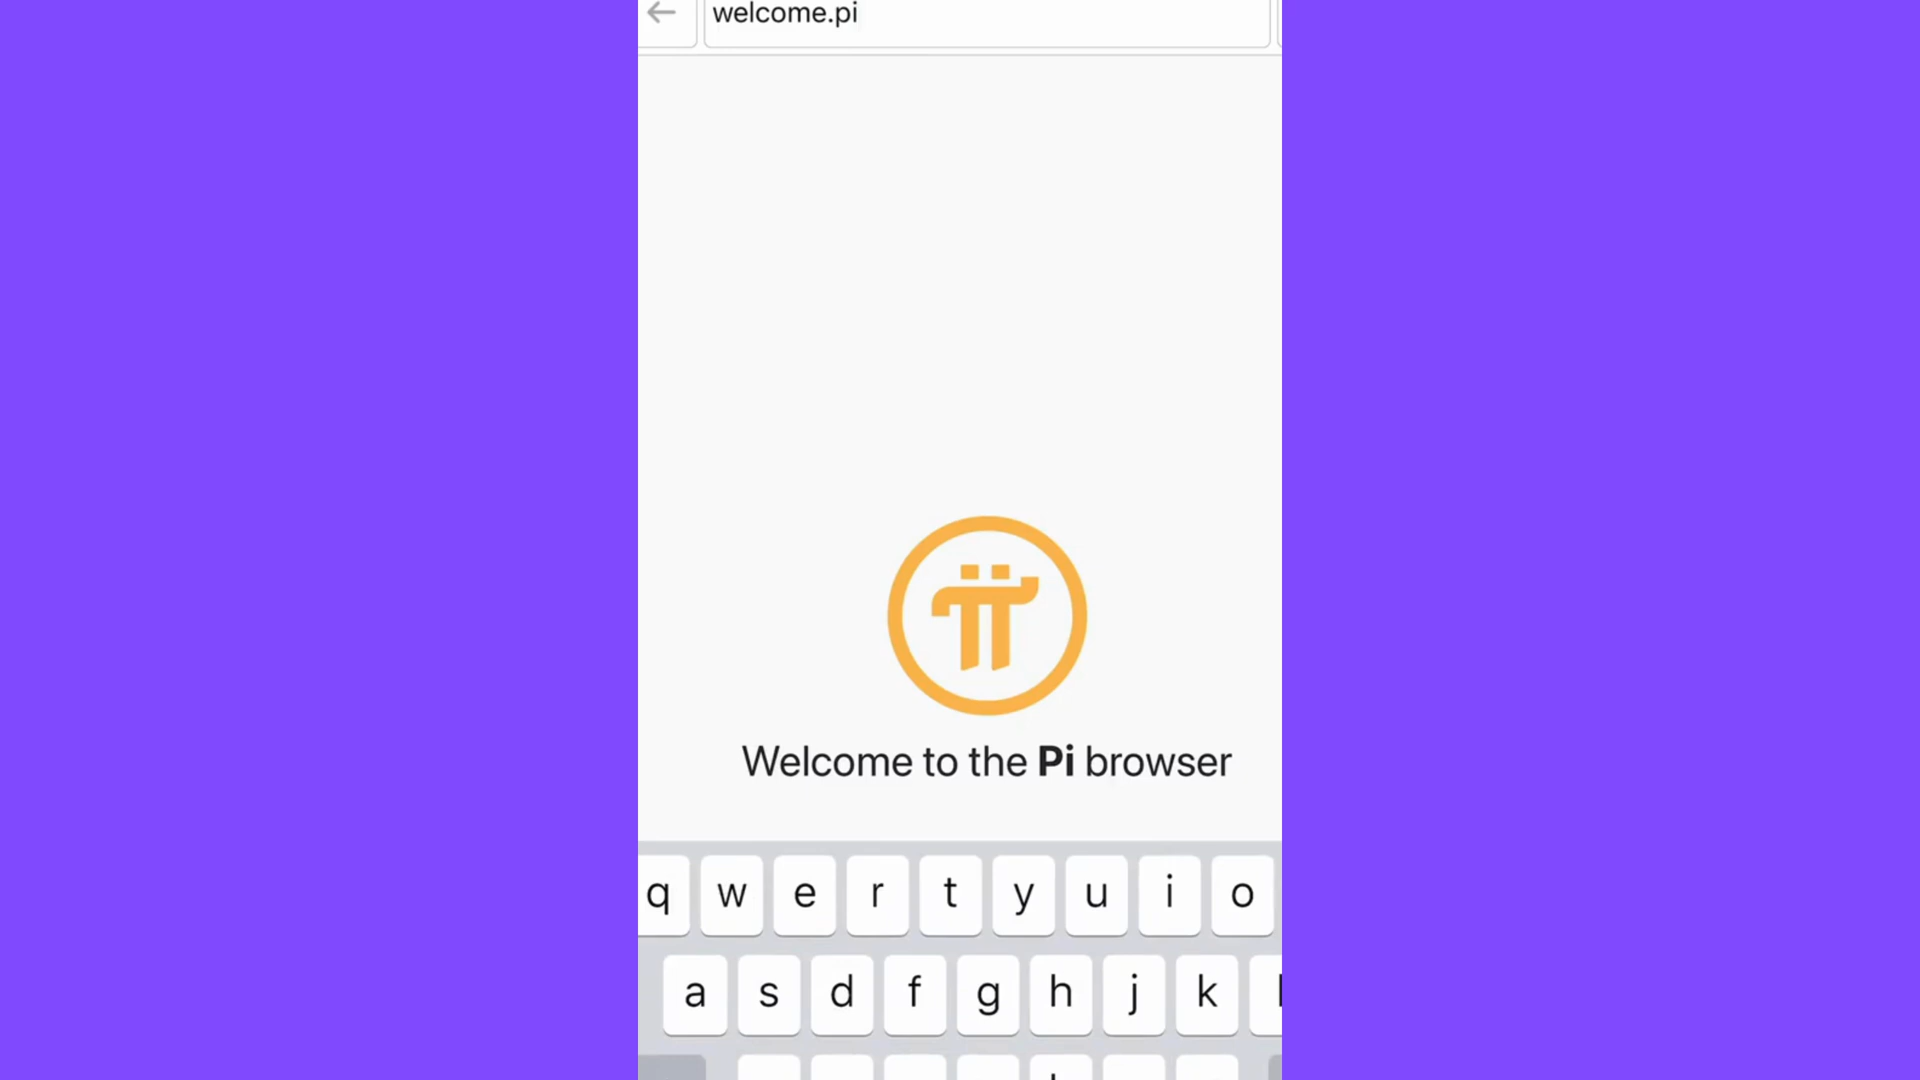 welcome.pi
Welcome to the Pi browser
q w e r t y u i o
a s d f g h j k